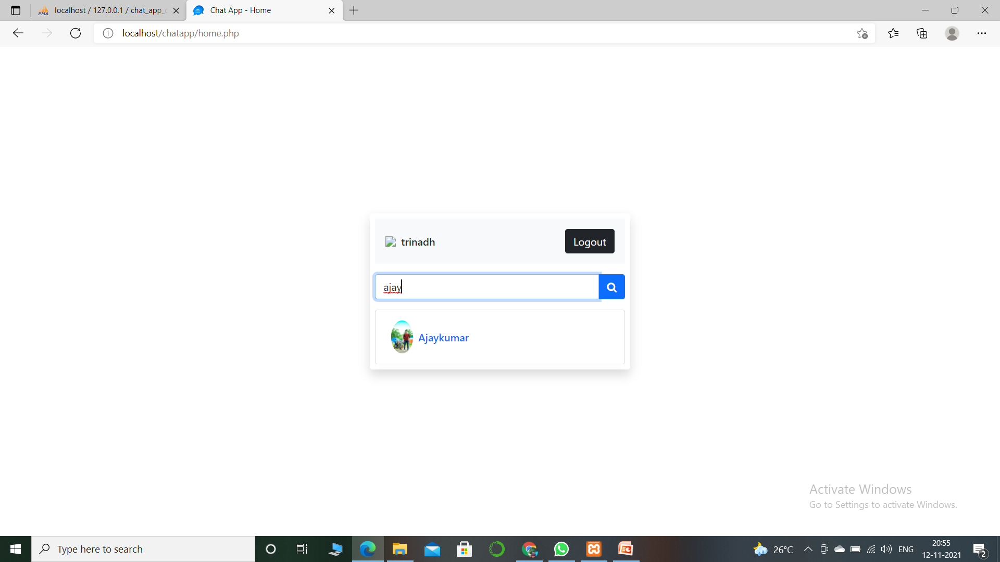 localhost / 127.0.0.1 / chat_app_
Chat App - Home
localhost/chatapp/home.php
trinadh
Logout
ajay
Ajaykumar
Activate Windows
Go to Settings to activate Windows.
Type here to search
26°C
ENG
20:55
12-11-2021
2